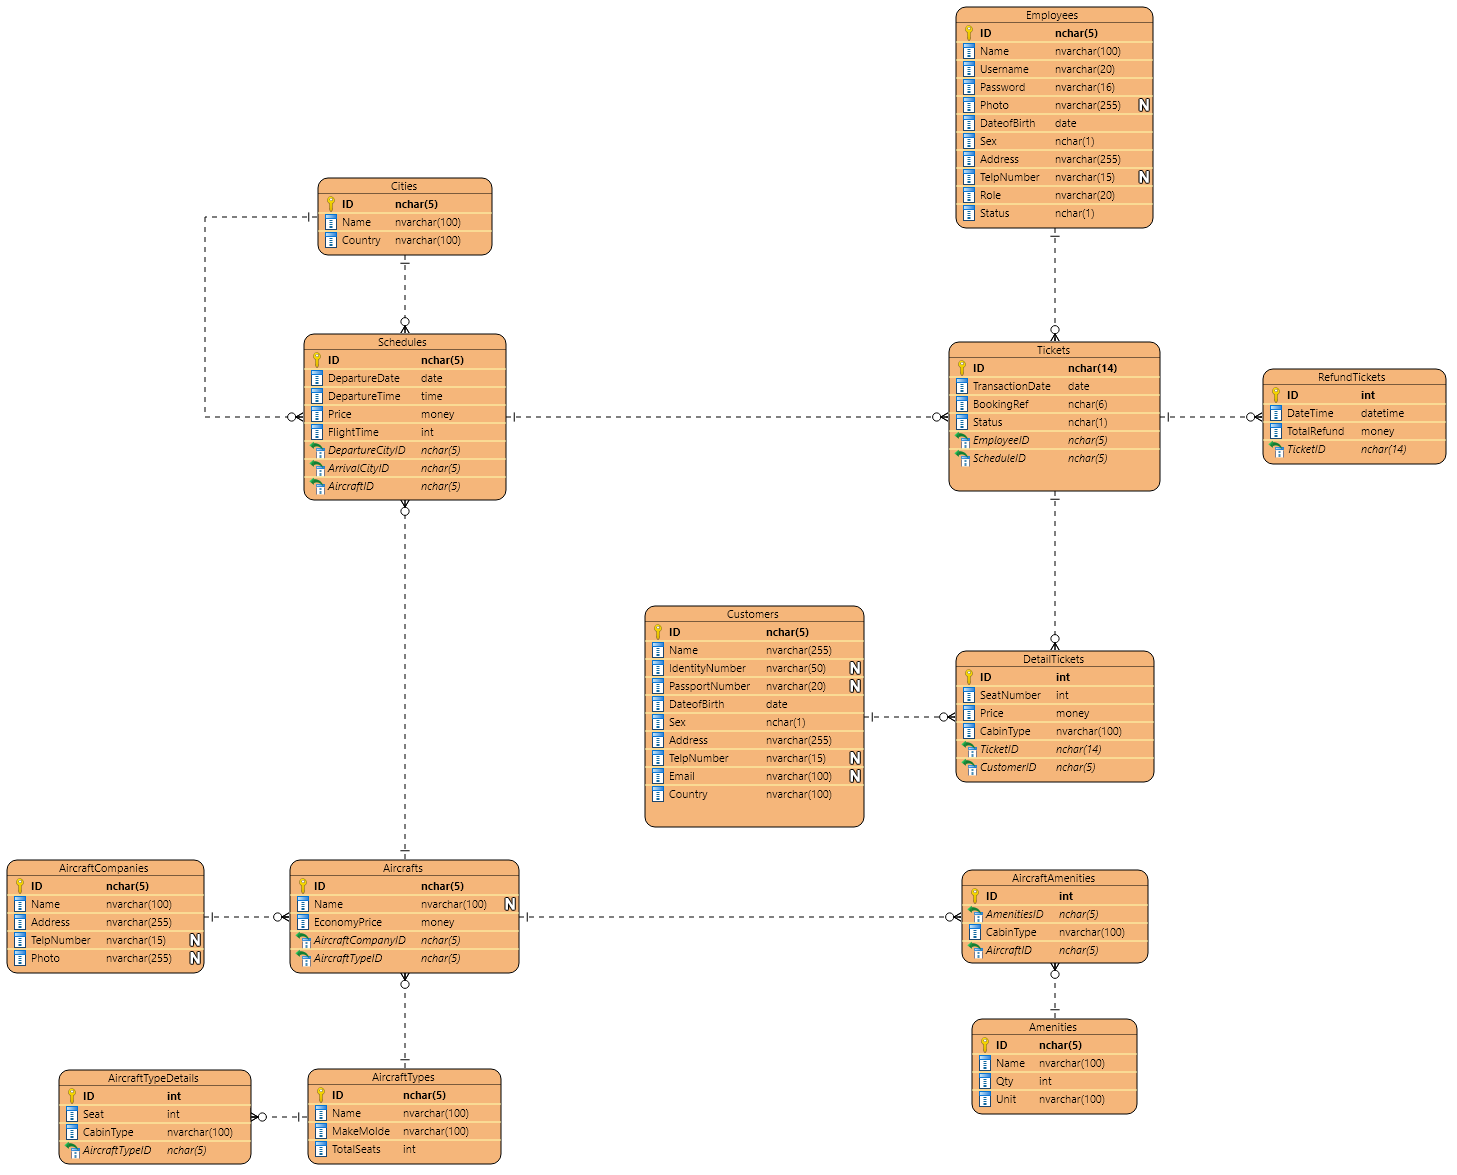 Employees
ID nchar(5)
Name nvarchar(100)
Username nvarchar(20)
Password nvarchar(16)
Photo nvarchar(255) N
DateofBirth date
Sex nchar(1)
Address nvarchar(255)
TelpNumber nvarchar(15) N
Role nvarchar(20)
Status nchar(1)
Cities
ID nchar(5)
Name nvarchar(100)
Country nvarchar(100)
Schedules
ID nchar(5)
DepartureDate date
DepartureTime time
Price money
FlightTime int
DepartureCityID nchar(5)
ArrivalCityID nchar(5)
AircraftID nchar(5)
Tickets
ID nchar(14)
TransactionDate date
BookingRef nchar(6)
Status nchar(1)
EmployeeID nchar(5)
ScheduleID nchar(5)
RefundTickets
ID int
DateTime datetime
TotalRefund money
TicketID nchar(14)
Customers
ID nchar(5)
Name nvarchar(255)
IdentityNumber nvarchar(50) N
PassportNumber nvarchar(20) N
DateofBirth date
Sex nchar(1)
Address nvarchar(255)
TelpNumber nvarchar(15) N
Email nvarchar(100) N
Country nvarchar(100)
DetailTickets
ID int
SeatNumber int
Price money
CabinType nvarchar(100)
TicketID nchar(14)
CustomerID nchar(5)
AircraftCompanies
ID nchar(5)
Name nvarchar(100)
Address nvarchar(255)
TelpNumber nvarchar(15) N
Photo nvarchar(255) N
Aircrafts
ID nchar(5)
Name nvarchar(100) N
EconomyPrice money
AircraftCompanyID nchar(5)
AircraftTypeID nchar(5)
AircraftAmenities
ID int
AmenitiesID nchar(5)
CabinType nvarchar(100)
AircraftID nchar(5)
Amenities
ID nchar(5)
Name nvarchar(100)
Qty int
Unit nvarchar(100)
AircraftTypeDetails
ID int
Seat int
CabinType nvarchar(100)
AircraftTypeID nchar(5)
AircraftTypes
ID nchar(5)
Name nvarchar(100)
MakeMolde nvarchar(100)
TotalSeats int